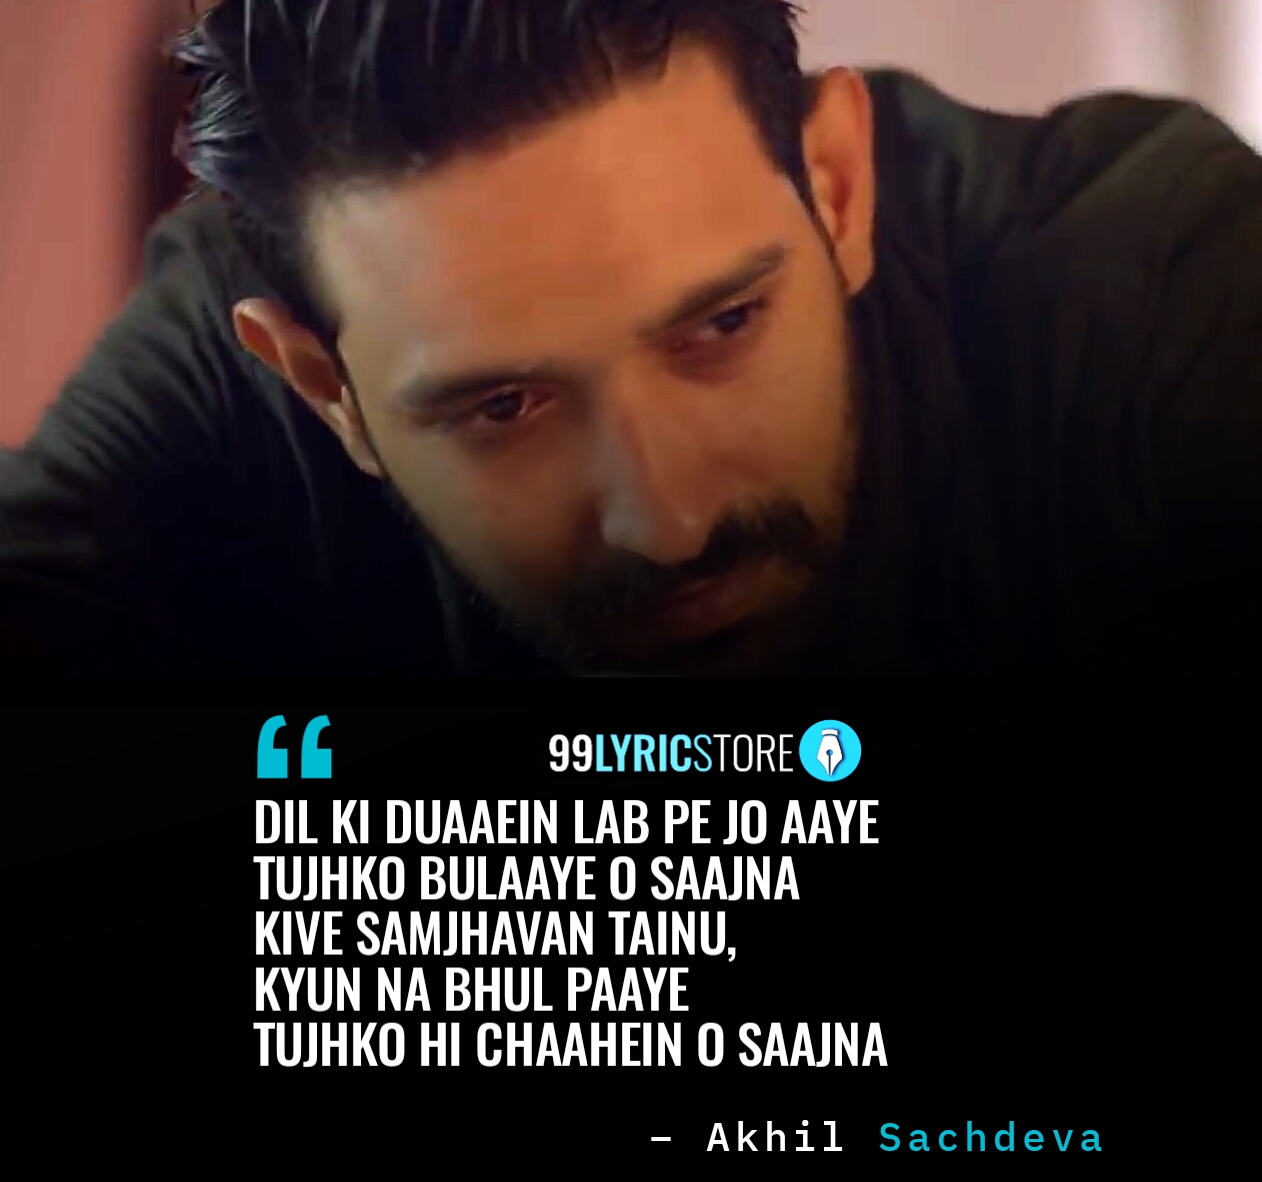 99LYRICSTORE
DIL KI DUAAEIN LAB PE JO AAYE
TUJHKO BULAAYE O SAAJNA
KIVE SAMJHAVAN TAINU,
KYUN NA BHUL PAAYE
TUJHKO HI CHAAHEIN O SAAJNA
– Akhil Sachdeva